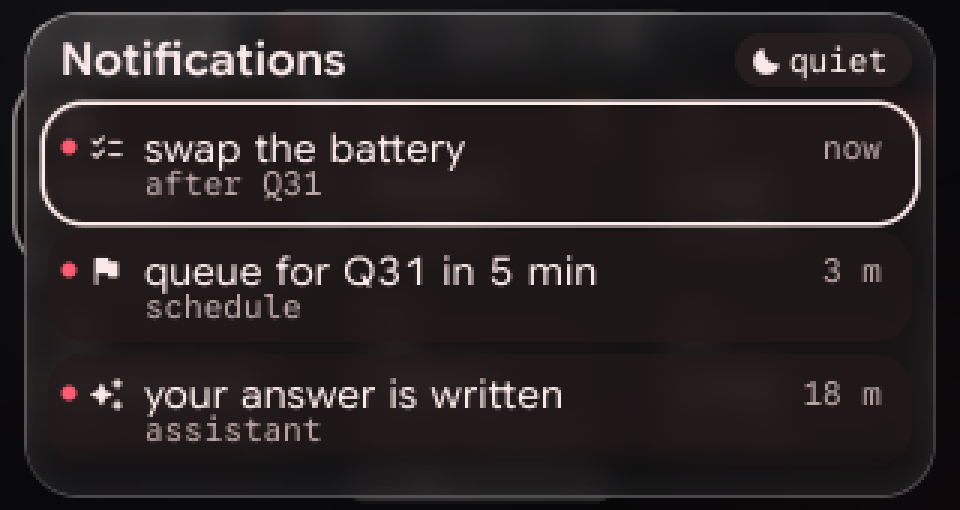 Notifications
quiet
swap the battery
now
after Q31
queue for Q31 in 5 min
3 m
schedule
your answer is written
18 m
assistant